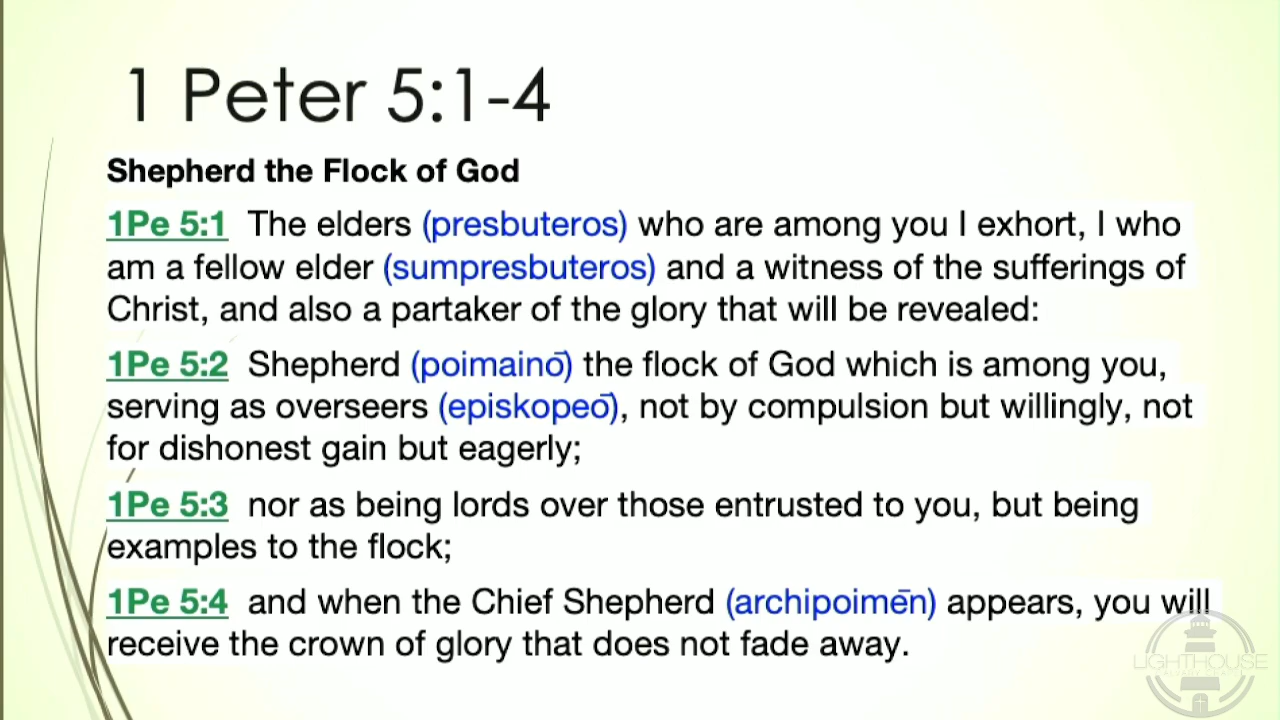 1 Peter 5:1-4
Shepherd the Flock of God
1Pe 5:1 The elders (presbuteros) who are among you I exhort, I who
am a fellow elder (sumpresbuteros) and a witness of the sufferings of
Christ, and also a partaker of the glory that will be revealed:
1Pe 5:2 Shepherd (poimainō) the flock of God which is among you,
serving as overseers (episkopeō), not by compulsion but willingly, not
for dishonest gain but eagerly;
1Pe 5:3 nor as being lords over those entrusted to you, but being
examples to the flock;
1Pe 5:4 and when the Chief Shepherd (archipoimēn) appears, you will
receive the crown of glory that does not fade away.
LIGHTHOUSE